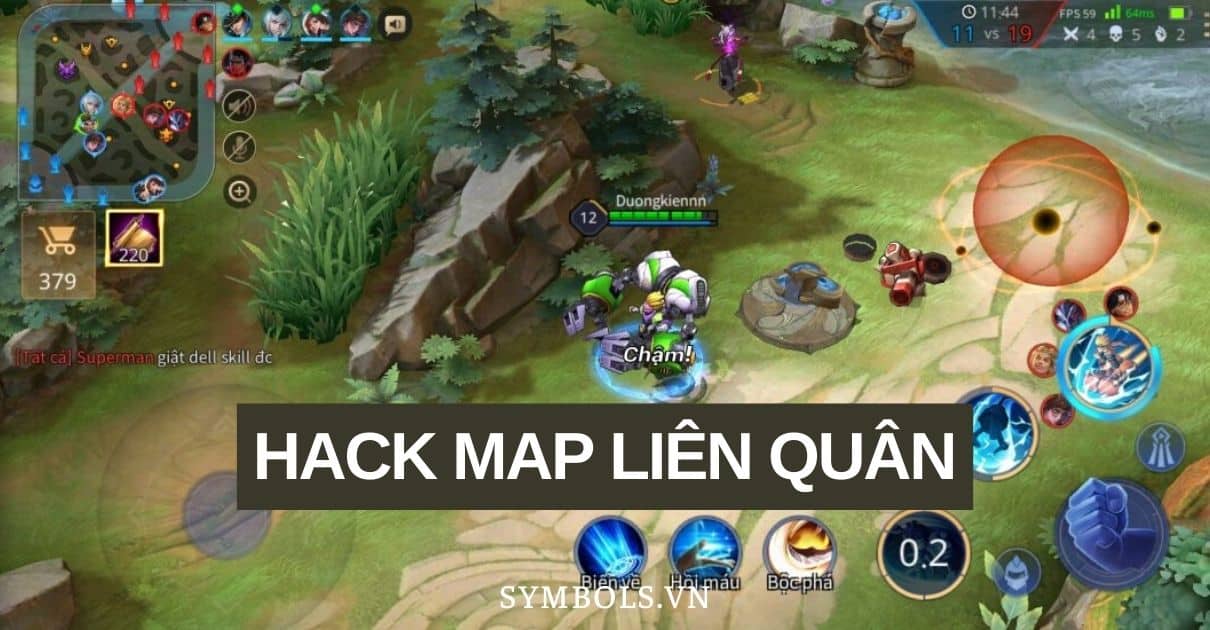 11:44
FPS 59
64ms
11 vs 19
4
5
2
Duongkiennn
12
379
220
[Tất cả] Superman giật dell skill đc
Chậm!
HACK MAP LIÊN QUÂN
0.2
Biến về
Hồi máu
Bộc phá
SYMBOLS.VN